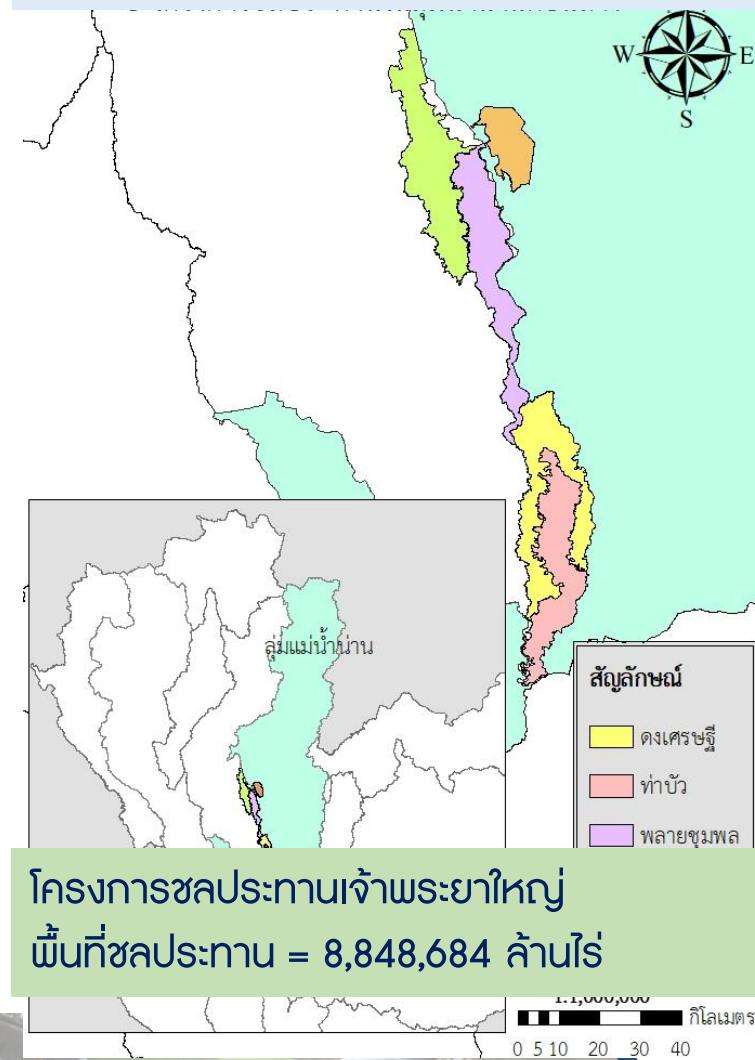 W E
S
ลุ่มแม่น้ำน่าน
สัญลักษณ์
ดงเศรษฐี
ท่าบัว
พลายชุมพล
โครงการชลประทานเจ้าพระยาใหญ่
พื้นที่ชลประทาน = 8,848,684 ล้านไร่
1:1,000,000
กิโลเมตร
0 5 10 20 30 40